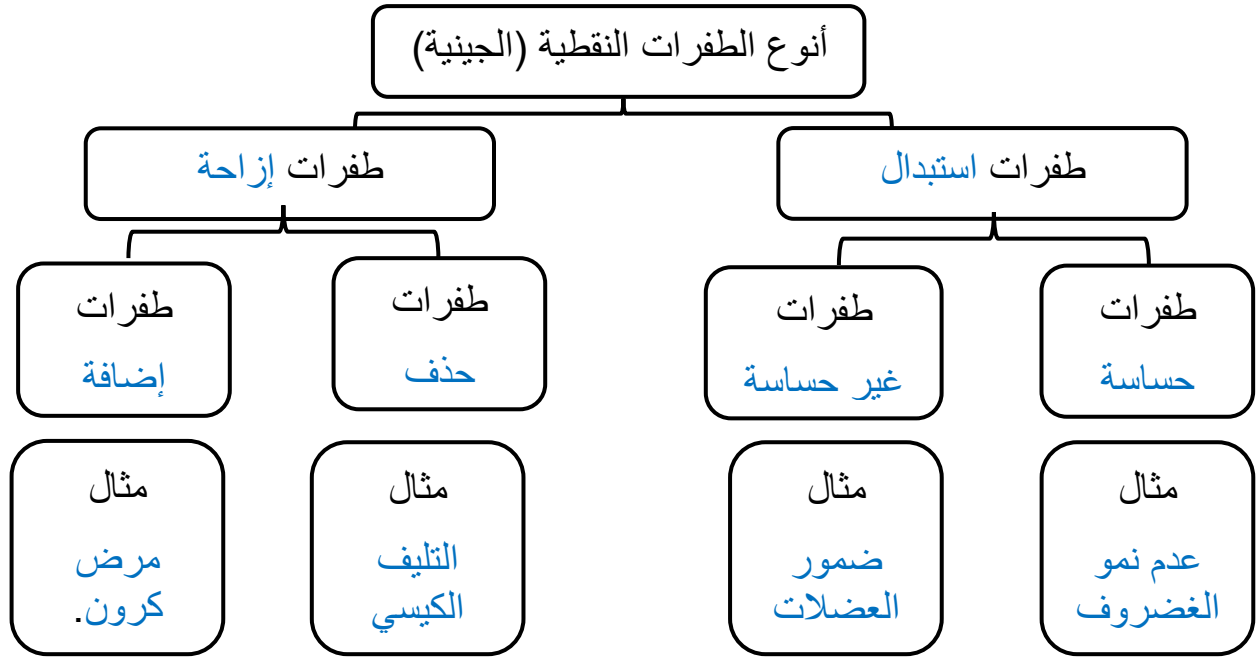 أنوع الطفرات النقطية (الجينية)
طفرات استبدال
طفرات إزاحة
طفرات
حساسة
طفرات
غير حساسة
طفرات
حذف
طفرات
إضافة
مثال
عدم نمو
الغضروف
مثال
ضمور
العضلات
مثال
التليف
الكيسي
مثال
مرض
كرون.